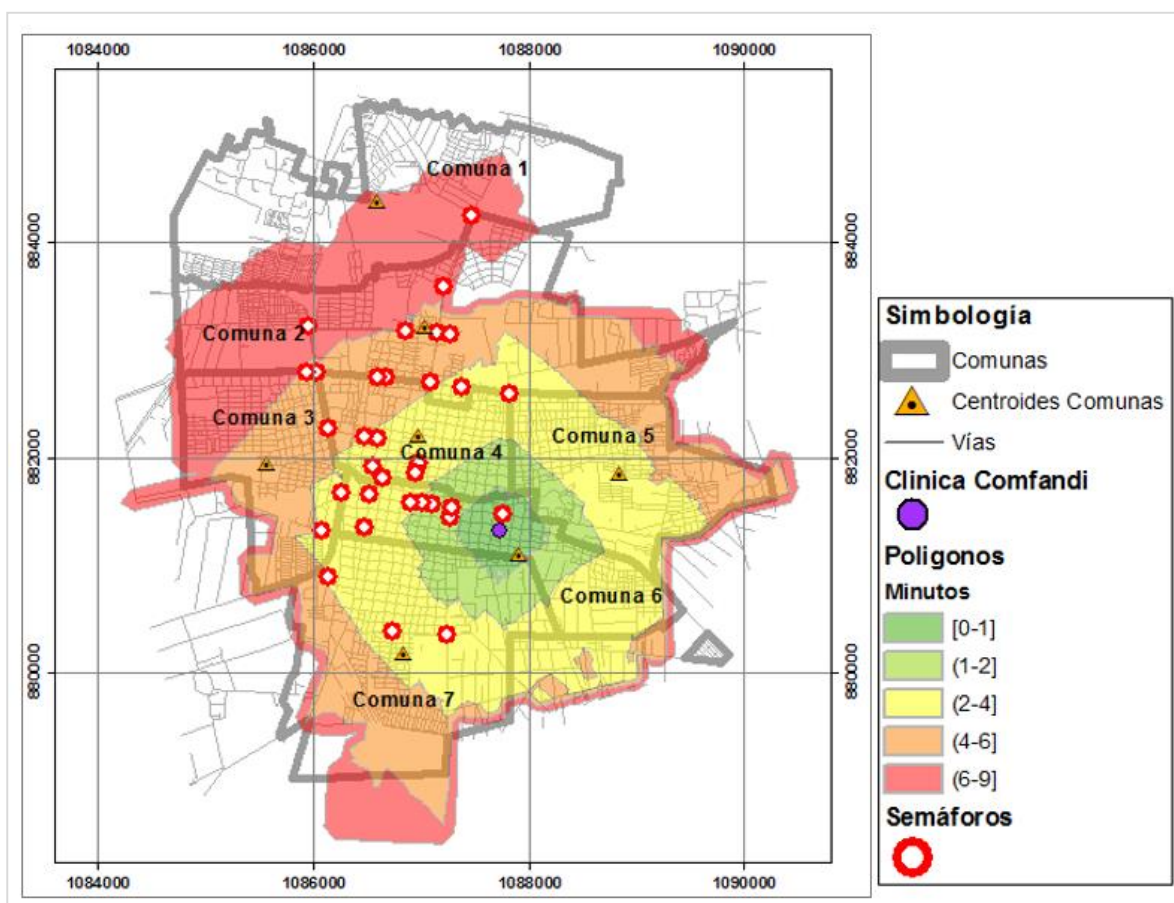 1084000 1086000 1088000 1090000
884000 884000
882000 882000
880000 880000
Comuna 1
Comuna 2
Comuna 3
Comuna 4
Comuna 5
Comuna 6
Comuna 7
1084000 1086000 1088000 1090000
Simbología
Comunas
Centroides Comunas
Vías
Clinica Comfandi
Poligonos
Minutos
[0-1]
(1-2]
(2-4]
(4-6]
(6-9]
Semáforos